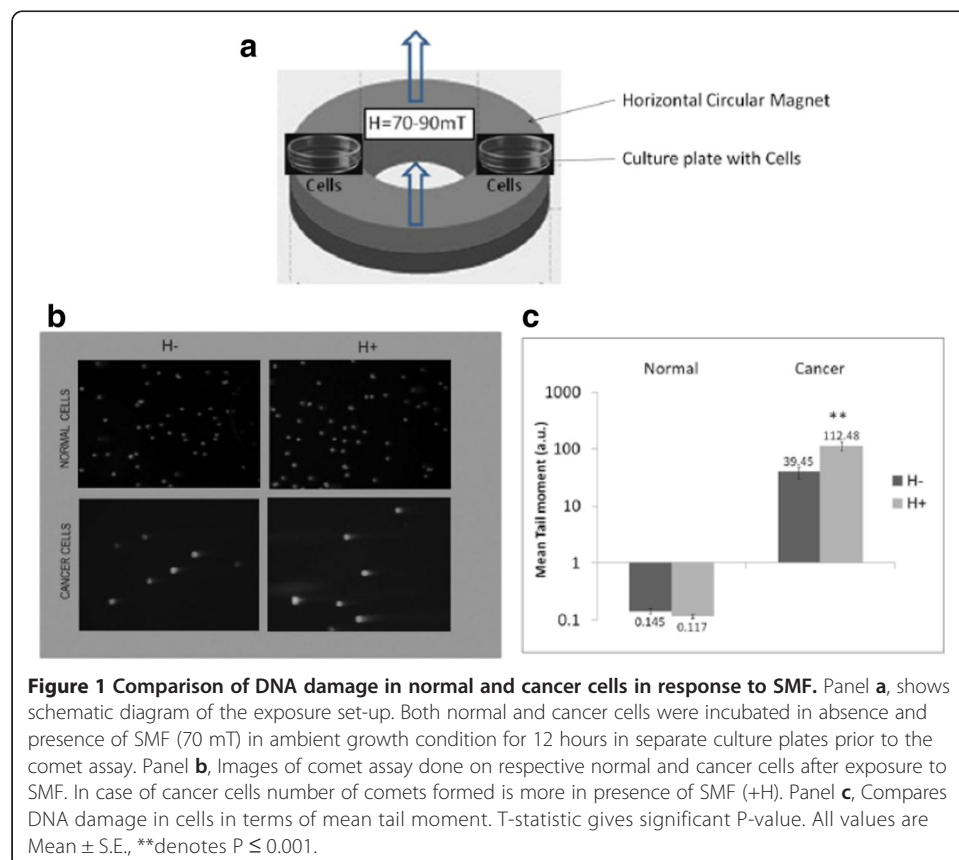 a
H=70-90mT
Horizontal Circular Magnet
Culture plate with Cells
Cells
Cells
b
H-
H+
NORMAL CELLS
CANCER CELLS
c
Normal
Cancer
1000
100
10
1
0.1
Mean Tail moment (a.u.)
**
112.48
39.45
0.145
0.117
H-
H+
Figure 1 Comparison of DNA damage in normal and cancer cells in response to SMF. Panel a, shows
schematic diagram of the exposure set-up. Both normal and cancer cells were incubated in absence and
presence of SMF (70 mT) in ambient growth condition for 12 hours in separate culture plates prior to the
comet assay. Panel b, Images of comet assay done on respective normal and cancer cells after exposure to
SMF. In case of cancer cells number of comets formed is more in presence of SMF (+H). Panel c, Compares
DNA damage in cells in terms of mean tail moment. T-statistic gives significant P-value. All values are
Mean ± S.E., **denotes P ≤ 0.001.